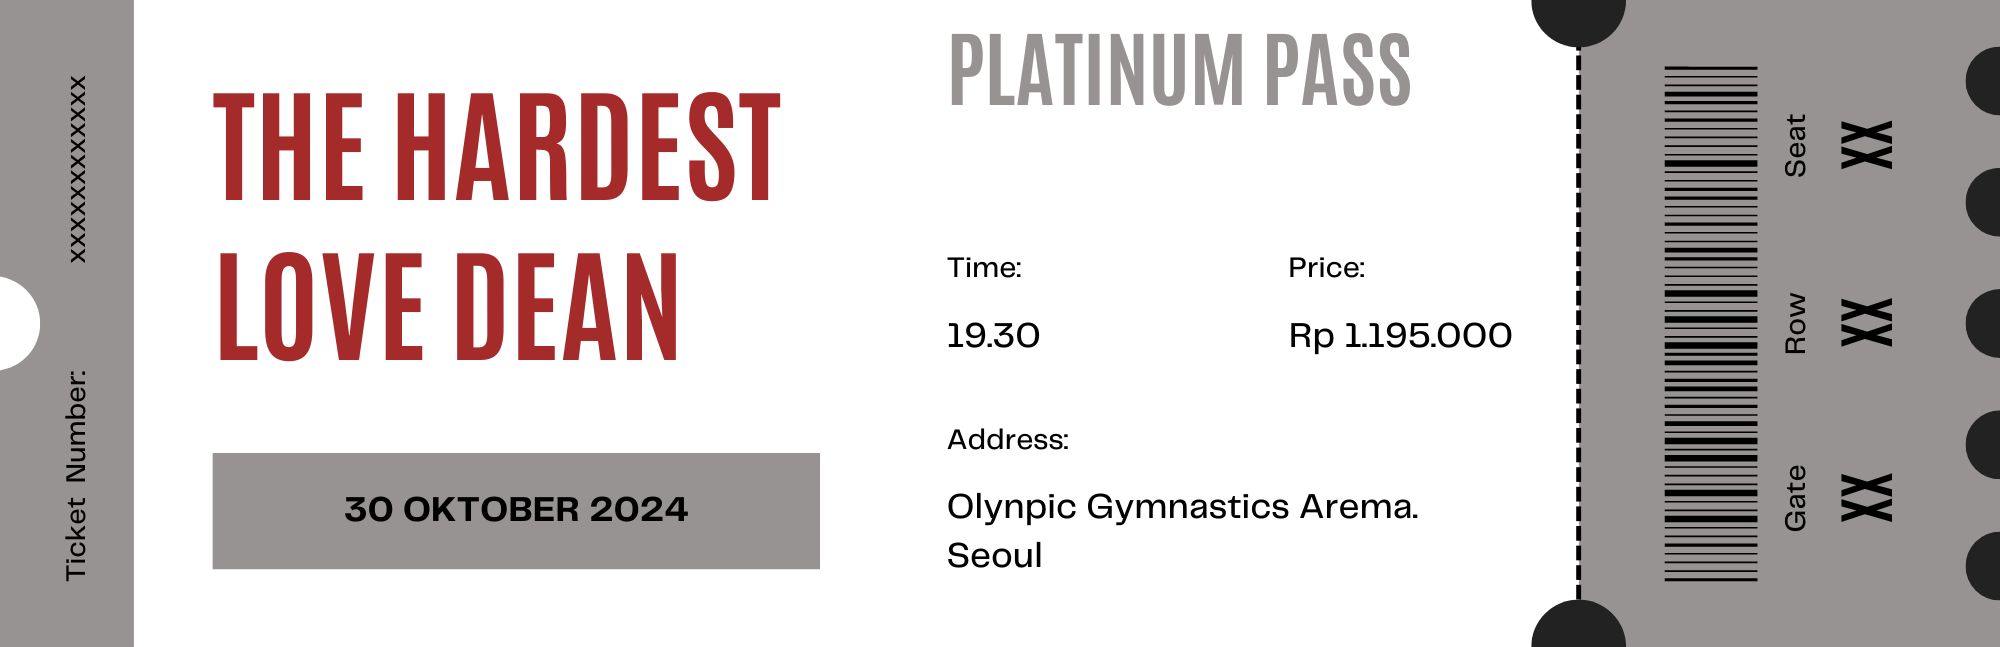 Ticket Number: xxxxxxxxxxxxx
THE HARDEST
LOVE DEAN
30 OKTOBER 2024
PLATINUM PASS
Time:
19.30
Price:
Rp 1.195.000
Address:
Olynpic Gymnastics Arema.
Seoul
Gate
XX
Row
XX
Seat
XX